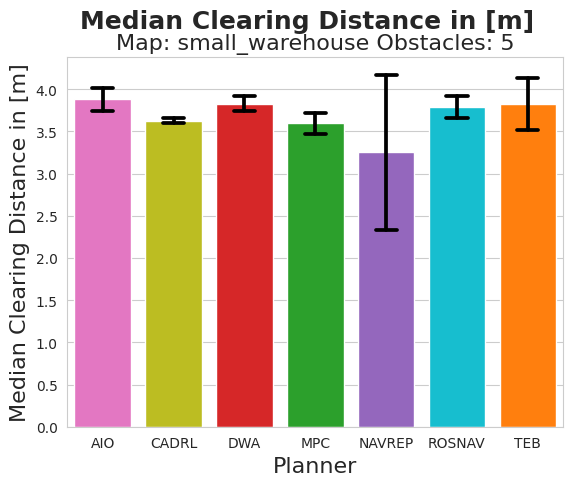 Median Clearing Distance in [m]
Map: small_warehouse Obstacles: 5
Median Clearing Distance in [m]
4.0
3.5
3.0
2.5
2.0
1.5
1.0
0.5
0.0
AIO CADRL DWA MPC NAVREP ROSNAV TEB
Planner